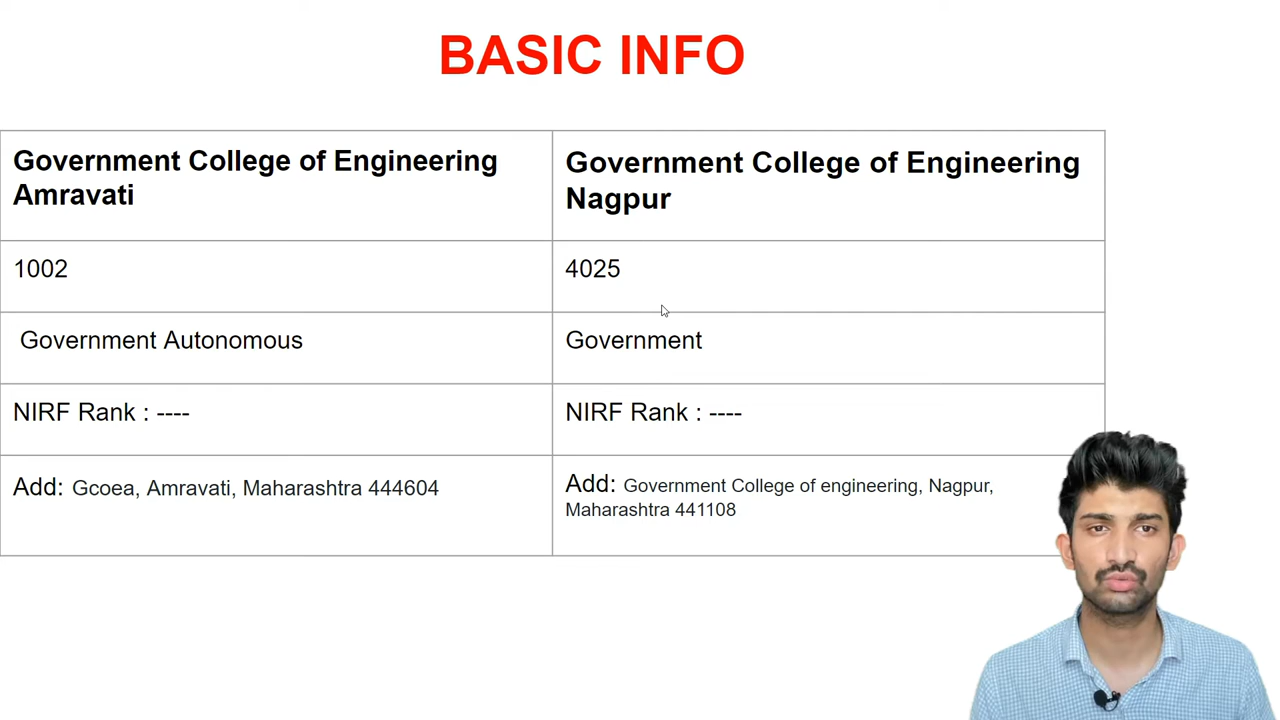 BASIC INFO
Government College of Engineering
Amravati
Government College of Engineering
Nagpur
1002
4025
Government Autonomous
Government
NIRF Rank : ----
NIRF Rank : ----
Add: Gcoea, Amravati, Maharashtra 444604
Add: Government College of engineering, Nagpur,
Maharashtra 441108